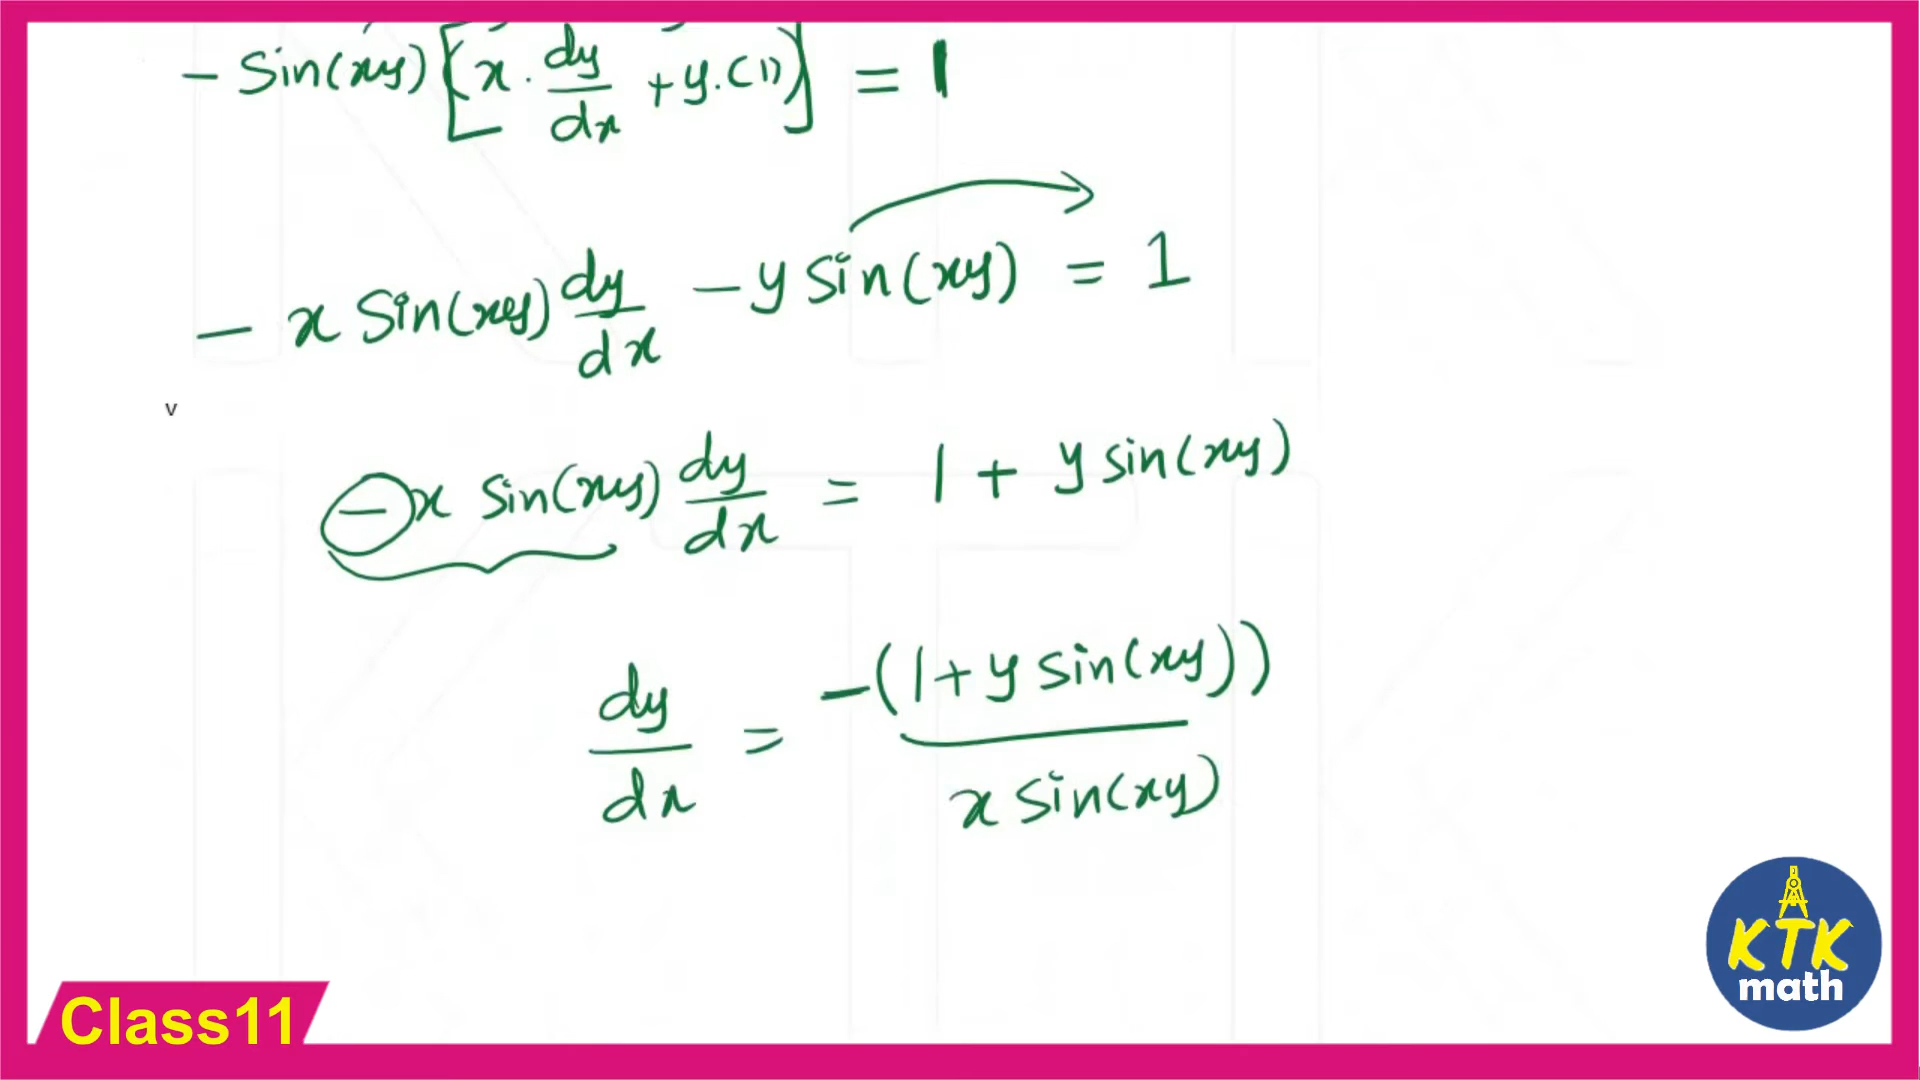 - Sin(xy) [x . dy/dx + y.(1)] = 1
- x Sin(xy) dy/dx - y sin(xy) = 1
v
- x sin(xy) dy/dx = 1 + y sin(xy)
dy/dx = -(1+y sin(xy)) / x sin(xy)
KTK
math
Class11